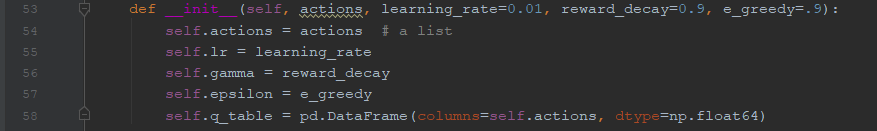 53 def __init__(self, actions, learning_rate=0.01, reward_decay=0.9, e_greedy=.9):
54 self.actions = actions  # a list
55 self.lr = learning_rate
56 self.gamma = reward_decay
57 self.epsilon = e_greedy
58 self.q_table = pd.DataFrame(columns=self.actions, dtype=np.float64)